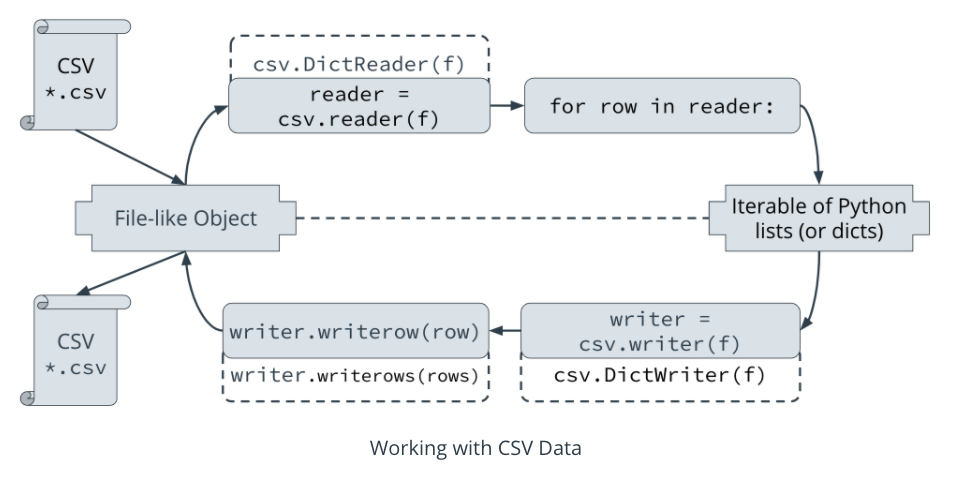 CSV
*.csv
csv.DictReader(f)
reader =
csv.reader(f)
for row in reader:
File-like Object
Iterable of Python
lists (or dicts)
CSV
*.csv
writer.writerow(row)
writer.writerows(rows)
writer =
csv.writer(f)
csv.DictWriter(f)
Working with CSV Data